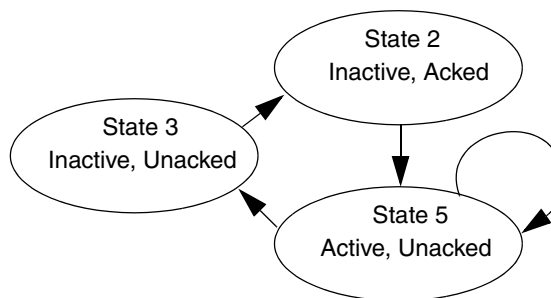 State 2
Inactive, Acked
State 3
Inactive, Unacked
State 5
Active, Unacked